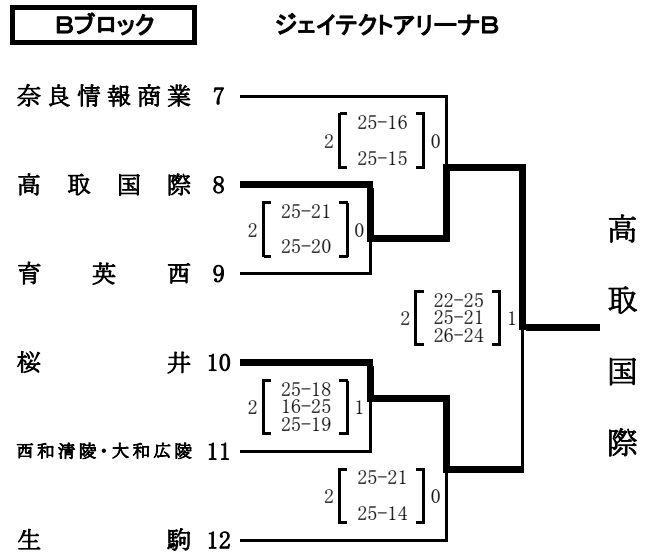 Bブロック
ジェイテクトアリーナB
奈良情報商業 7
2 25-16 0
25-15
高取国際 8
2 25-21 0
25-20
育英西 9
高取国際
2 22-25 1
25-21
26-24
桜井 10
2 25-18 1
16-25
25-19
西和清陵・大和広陵 11
2 25-21 0
25-14
生駒 12